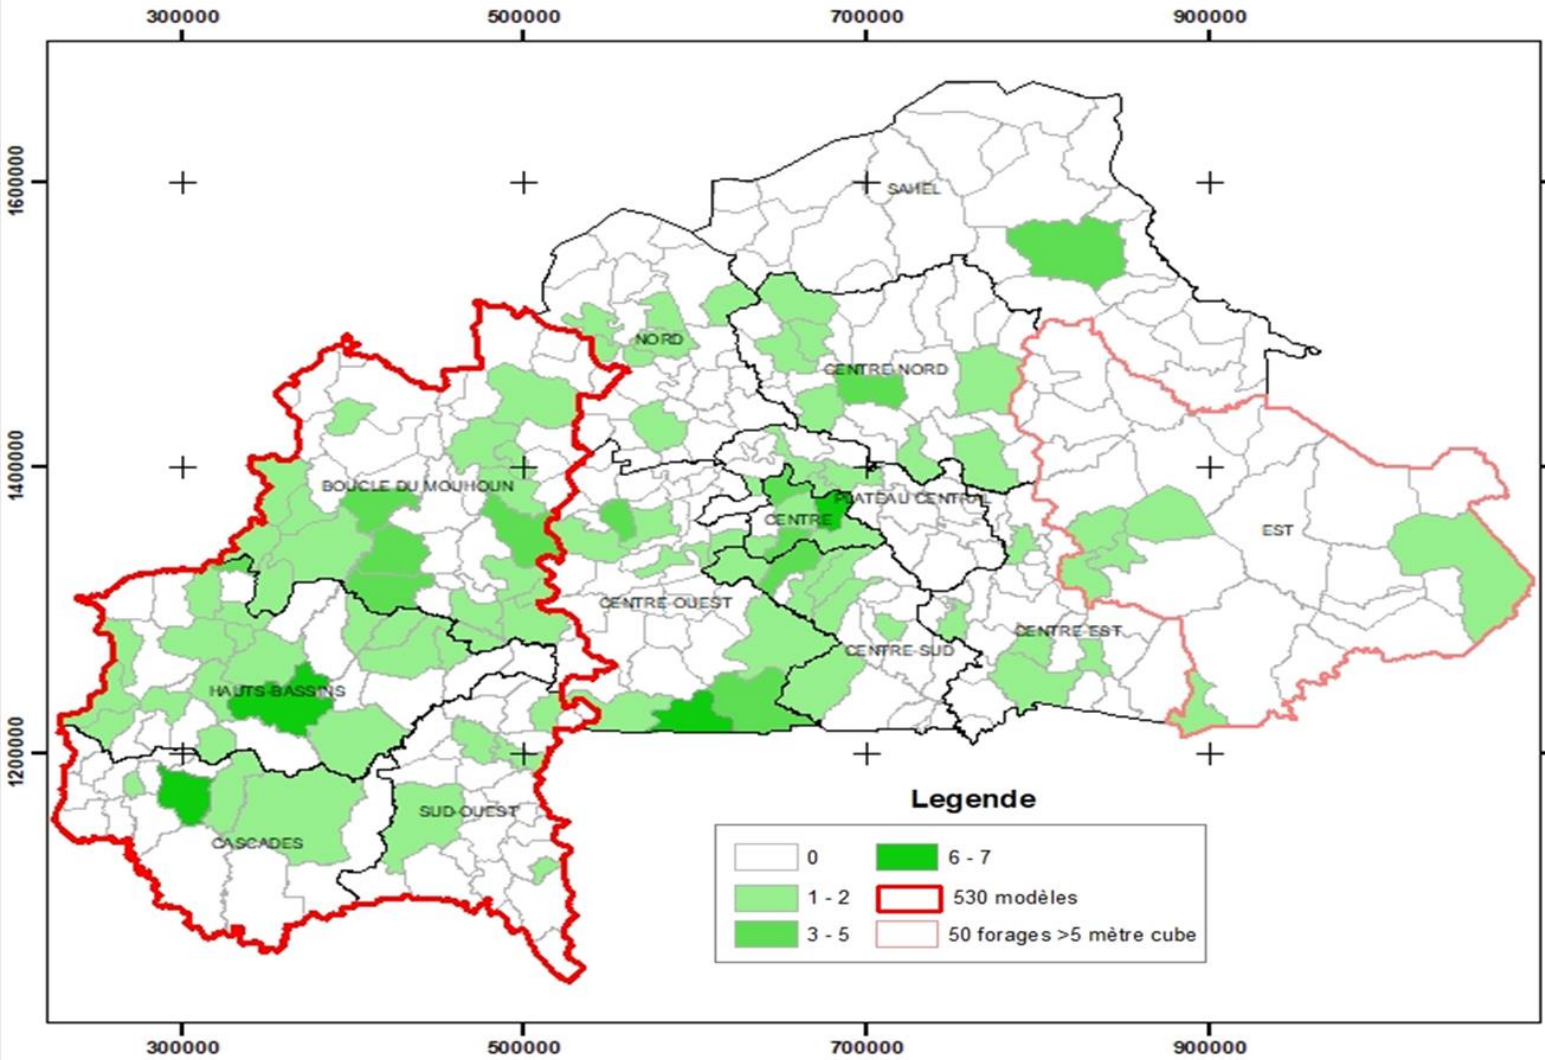 300000 500000 700000 900000
1600000
SAHEL
NORD
CENTRE NORD
1400000
BOUCLE DU MOUHOUN
PLATEAU CENTRAL
CENTRE
EST
CENTRE-OUEST
CENTRE-EST
CENTRE-SUD
HAUTS-BASSINS
1200000
SUD-OUEST
CASCADES
Legende
0
6 - 7
1 - 2
530 modèles
3 - 5
50 forages >5 mètre cube
300000 500000 700000 900000